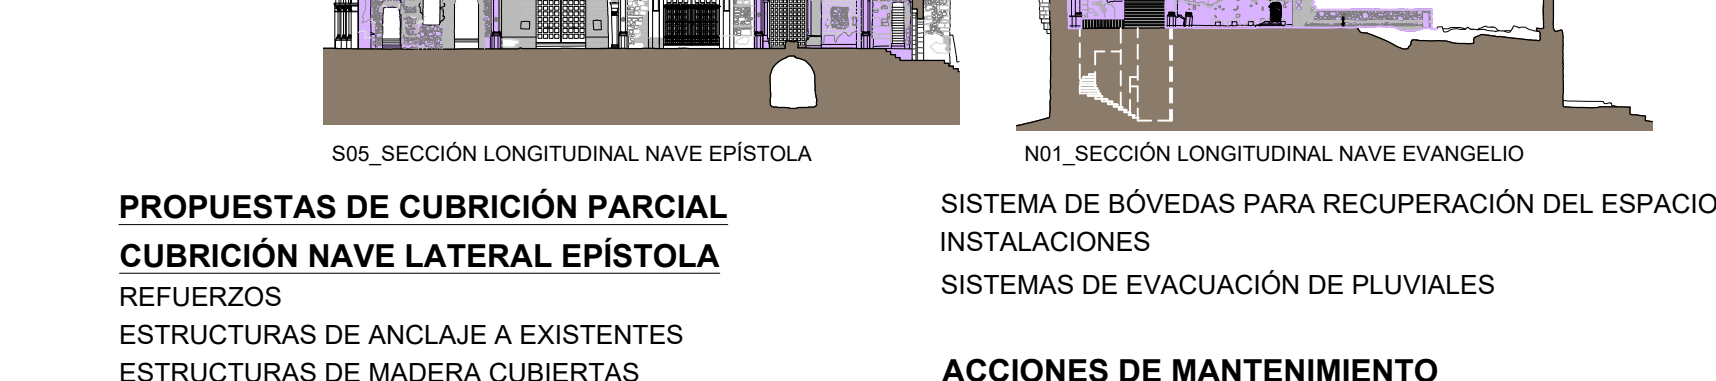 S05_SECCIÓN LONGITUDINAL NAVE EPÍSTOLA
N01_SECCIÓN LONGITUDINAL NAVE EVANGELIO
PROPUESTAS DE CUBRICIÓN PARCIAL
CUBRICIÓN NAVE LATERAL EPÍSTOLA
REFUERZOS
ESTRUCTURAS DE ANCLAJE A EXISTENTES
ESTRUCTURAS DE MADERA CUBIERTAS
SISTEMA DE BÓVEDAS PARA RECUPERACIÓN DEL ESPACIO
INSTALACIONES
SISTEMAS DE EVACUACIÓN DE PLUVIALES
ACCIONES DE MANTENIMIENTO